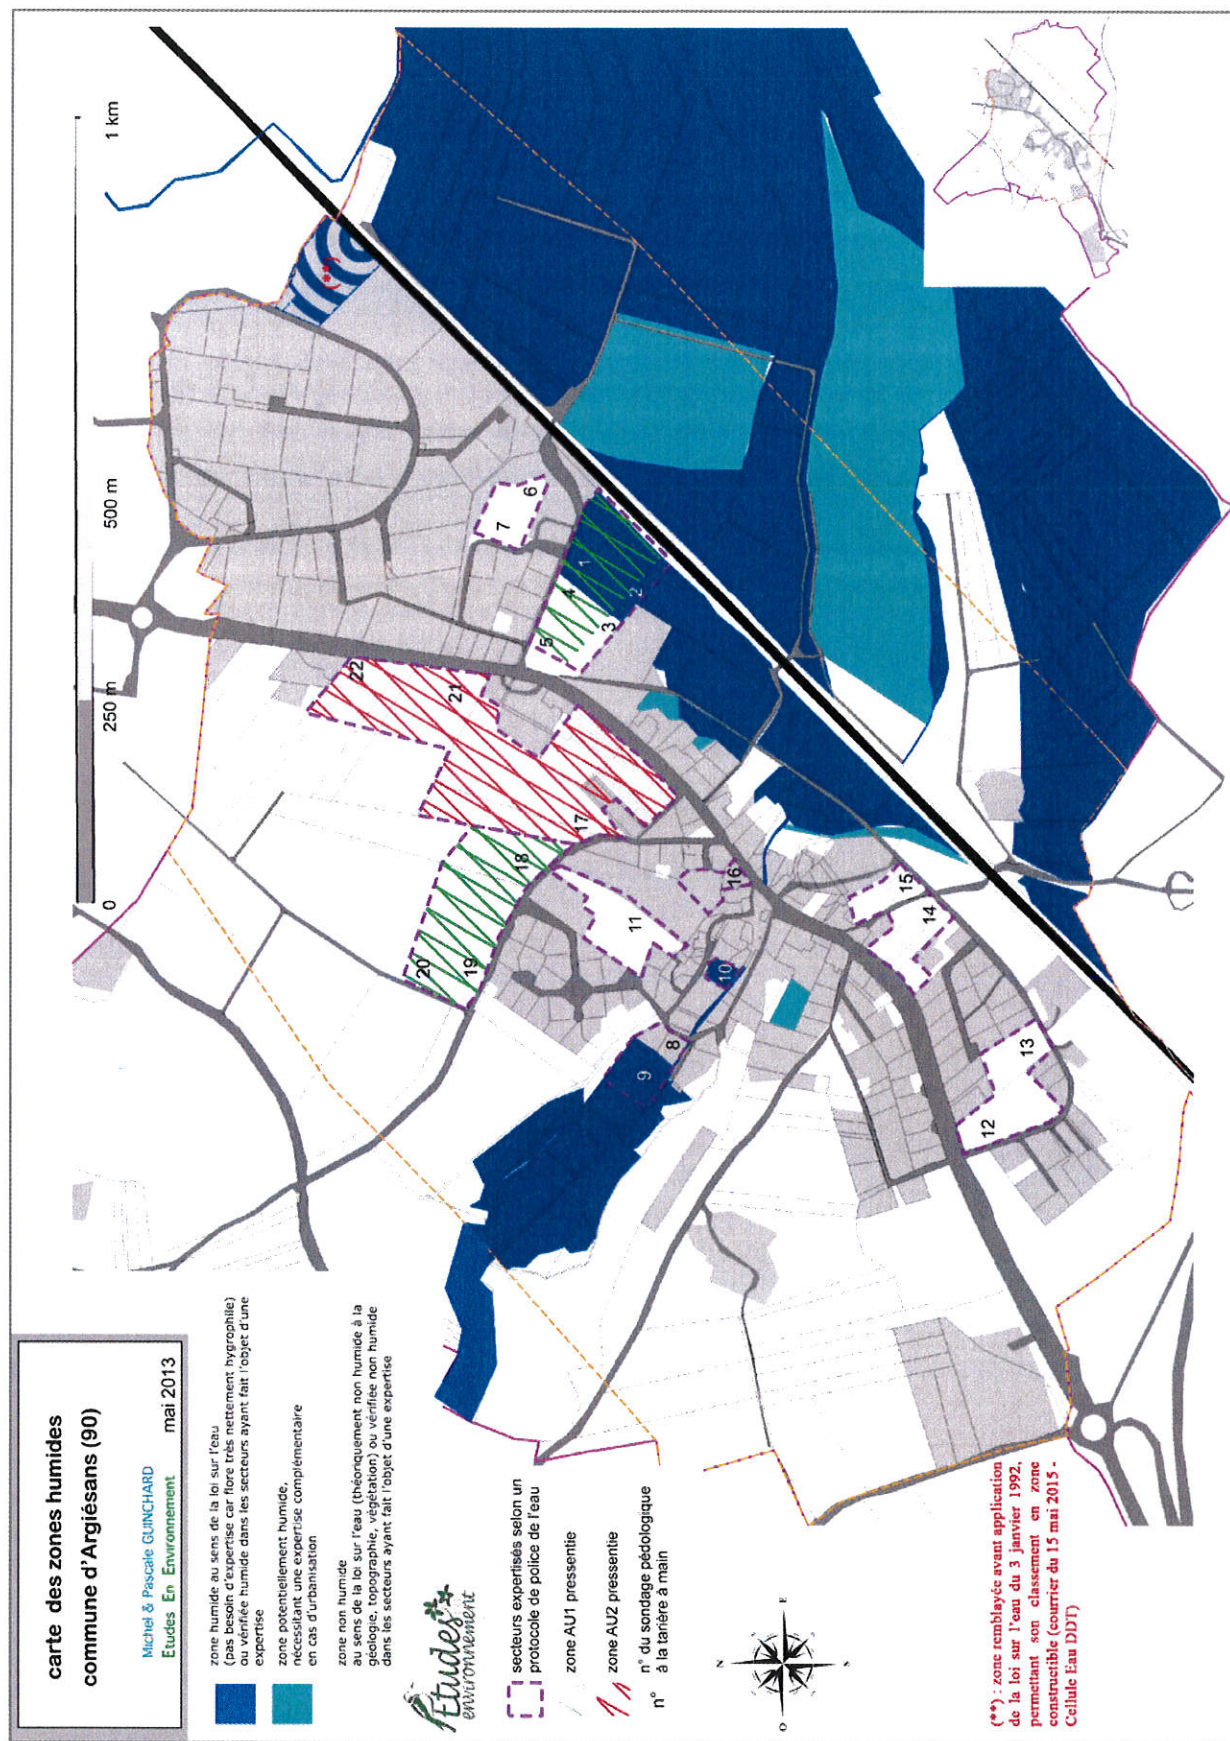 carte des zones humides
commune d'Argiésans (90)
Michel & Pascale GUINCHARD
Etudes En Environnement
mai 2013
zone humide au sens de la loi sur l'eau
(pas besoin d'expertise car flore très nettement hygrophile)
ou vérifiée humide dans les secteurs ayant fait l'objet d'une
expertise
zone potentiellement humide,
nécessitant une expertise complémentaire
en cas d'urbanisation
zone non humide
au sens de la loi sur l'eau (théoriquement non humide à la
géologie, topographie, végétation) ou vérifiée non humide
dans les secteurs ayant fait l'objet d'une expertise
Etudes
environnement
secteurs expertisés selon un
protocole de police de l'eau
zone AU1 pressentie
zone AU2 pressentie
n°
n° du sondage pédologique
à la tarière à main
N
E
S
O
(**) : zone remblayée avant application
de la loi sur l'eau du 3 janvier 1992,
permettant son classement en zone
constructible (courrier du 15 mai 2015 -
Cellule Eau DDT)
0
250 m
500 m
1 km
(**)
20
19
18
17
22
21
5
4
3
1
2
7
6
11
16
10
8
9
15
14
13
12